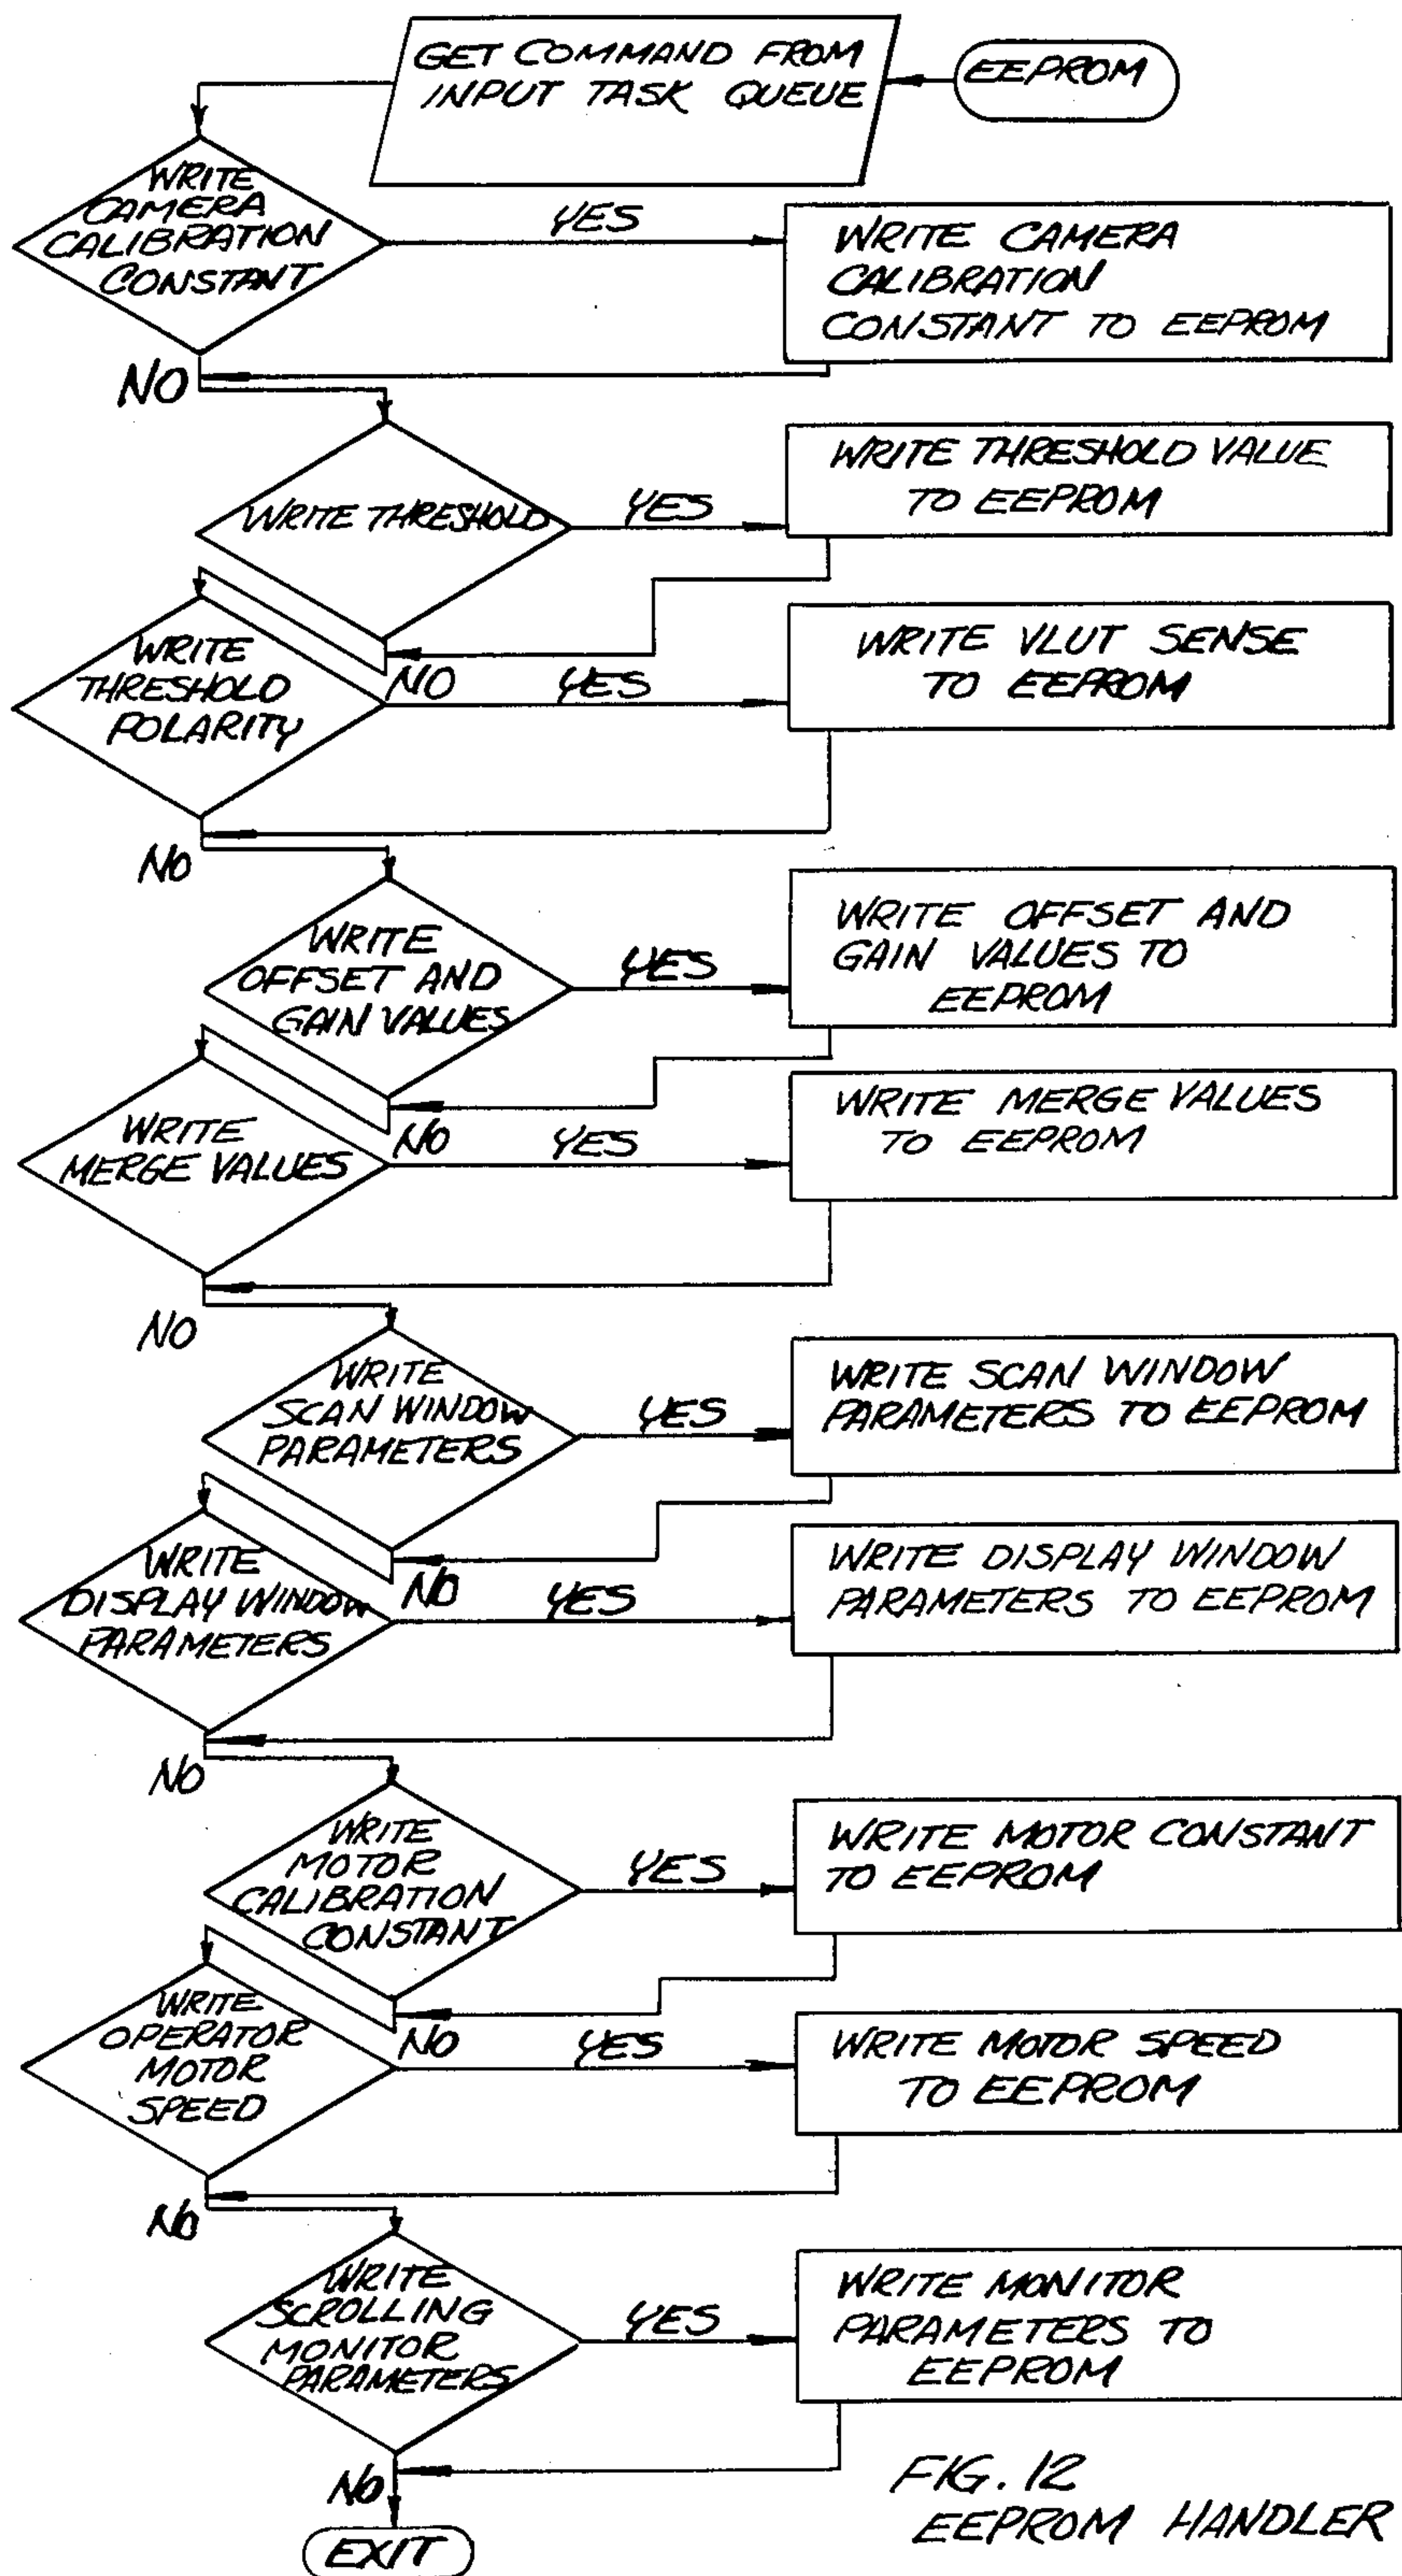 GET COMMAND FROM
INPUT TASK QUEUE
EEPROM
WRITE
CAMERA
CALIBRATION
CONSTANT
YES
WRITE CAMERA
CALIBRATION
CONSTANT TO EEPROM
NO
WRITE THRESHOLD
YES
WRITE THRESHOLD VALUE
TO EEPROM
NO
WRITE
THRESHOLD
POLARITY
YES
WRITE VLUT SENSE
TO EEPROM
NO
WRITE
OFFSET AND
GAIN VALUES
YES
WRITE OFFSET AND
GAIN VALUES TO
EEPROM
NO
WRITE
MERGE VALUES
YES
WRITE MERGE VALUES
TO EEPROM
NO
WRITE
SCAN WINDOW
PARAMETERS
YES
WRITE SCAN WINDOW
PARAMETERS TO EEPROM
NO
WRITE
DISPLAY WINDOW
PARAMETERS
YES
WRITE DISPLAY WINDOW
PARAMETERS TO EEPROM
NO
WRITE
MOTOR
CALIBRATION
CONSTANT
YES
WRITE MOTOR CONSTANT
TO EEPROM
NO
WRITE
OPERATOR
MOTOR
SPEED
YES
WRITE MOTOR SPEED
TO EEPROM
NO
WRITE
SCROLLING
MONITOR
PARAMETERS
YES
WRITE MONITOR
PARAMETERS TO
EEPROM
NO
EXIT
FIG. 12
EEPROM HANDLER